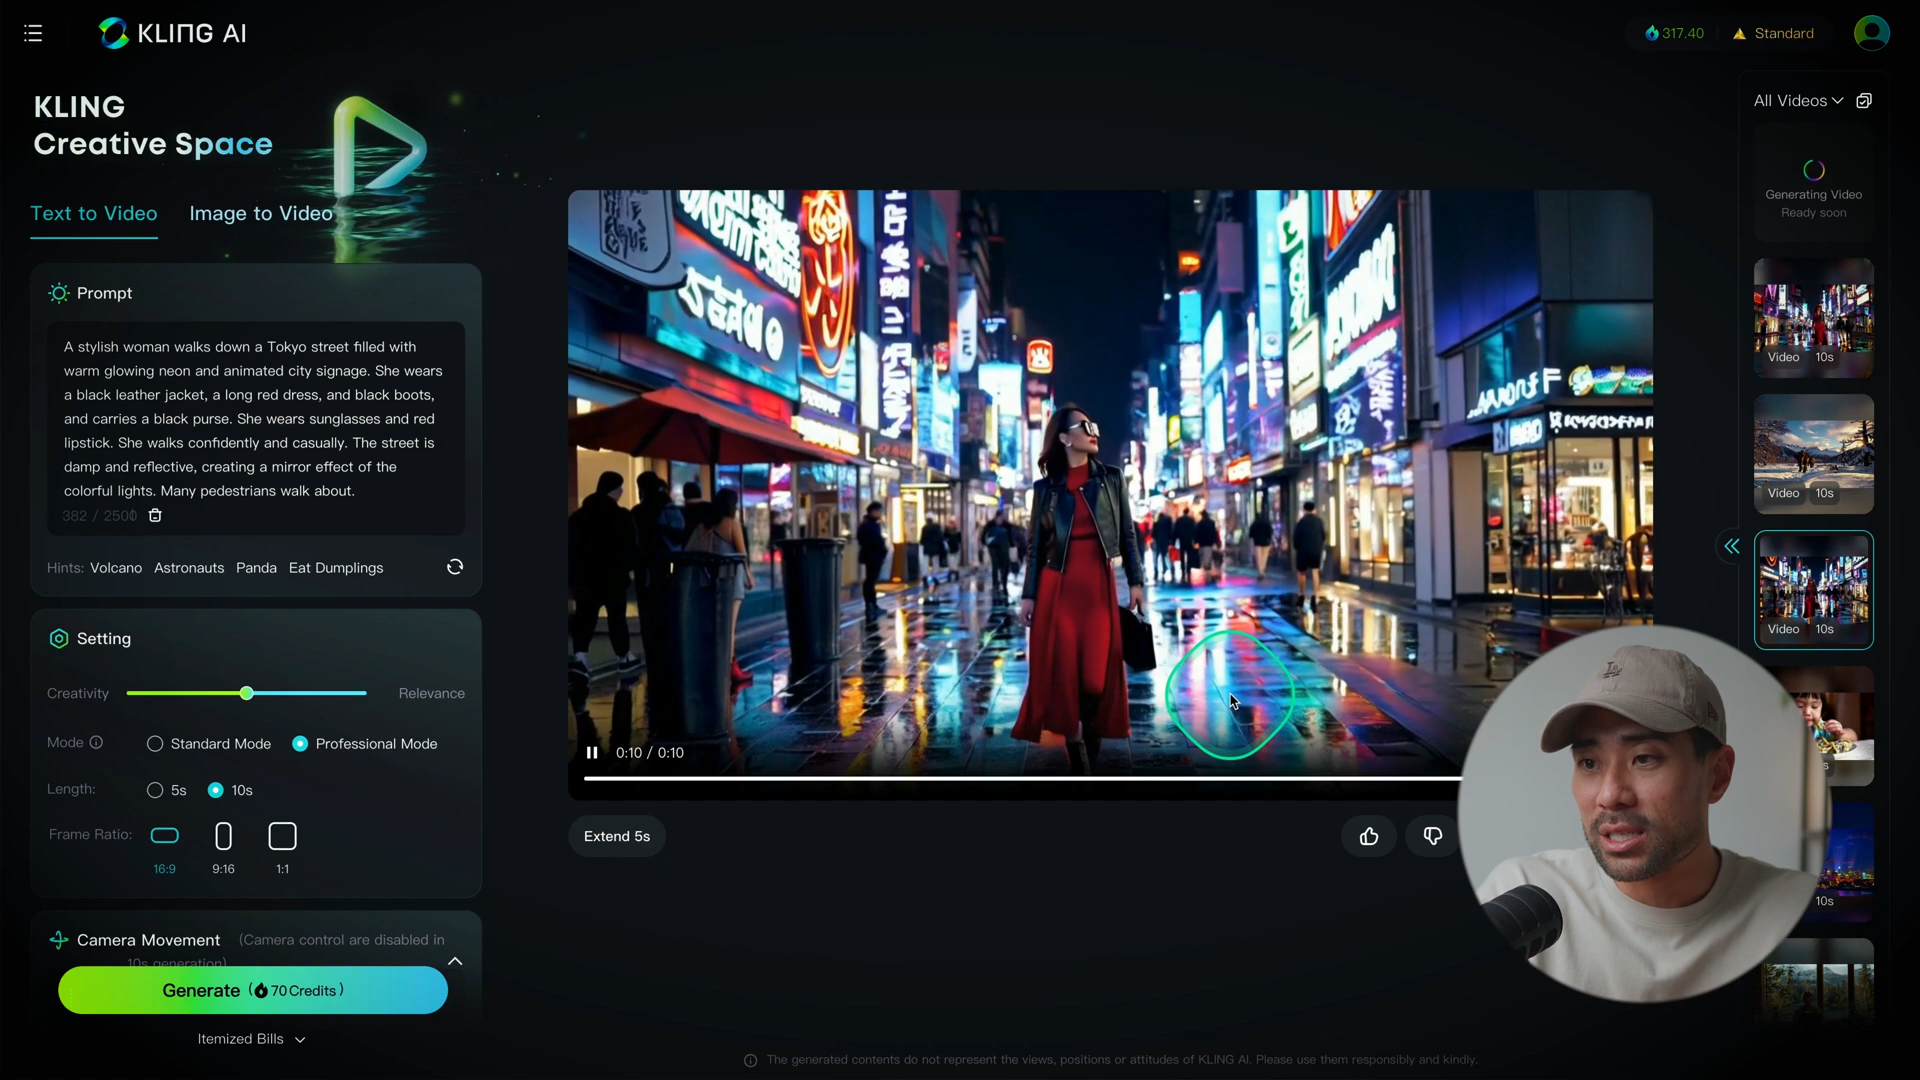 KLING AI
317.40
Standard
KLING
Creative Space
All Videos
Generating Video
Ready soon
Text to Video
Image to Video
Prompt
A stylish woman walks down a Tokyo street filled with
warm glowing neon and animated city signage. She wears
a black leather jacket, a long red dress, and black boots,
and carries a black purse. She wears sunglasses and red
lipstick. She walks confidently and casually. The street is
damp and reflective, creating a mirror effect of the
colorful lights. Many pedestrians walk about.
382 / 2500
Hints: Volcano Astronauts Panda Eat Dumplings
Video 10s
Video 10s
Video 10s
10s
Setting
Creativity
Relevance
Mode
Standard Mode
Professional Mode
Length:
5s
10s
Frame Ratio:
16:9
9:16
1:1
0:10 / 0:10
Extend 5s
Camera Movement (Camera control are disabled in
10s generation)
Generate ( 70 Credits )
Itemized Bills
The generated contents do not represent the views, positions or attitudes of KLING AI. Please use them responsibly and kindly.